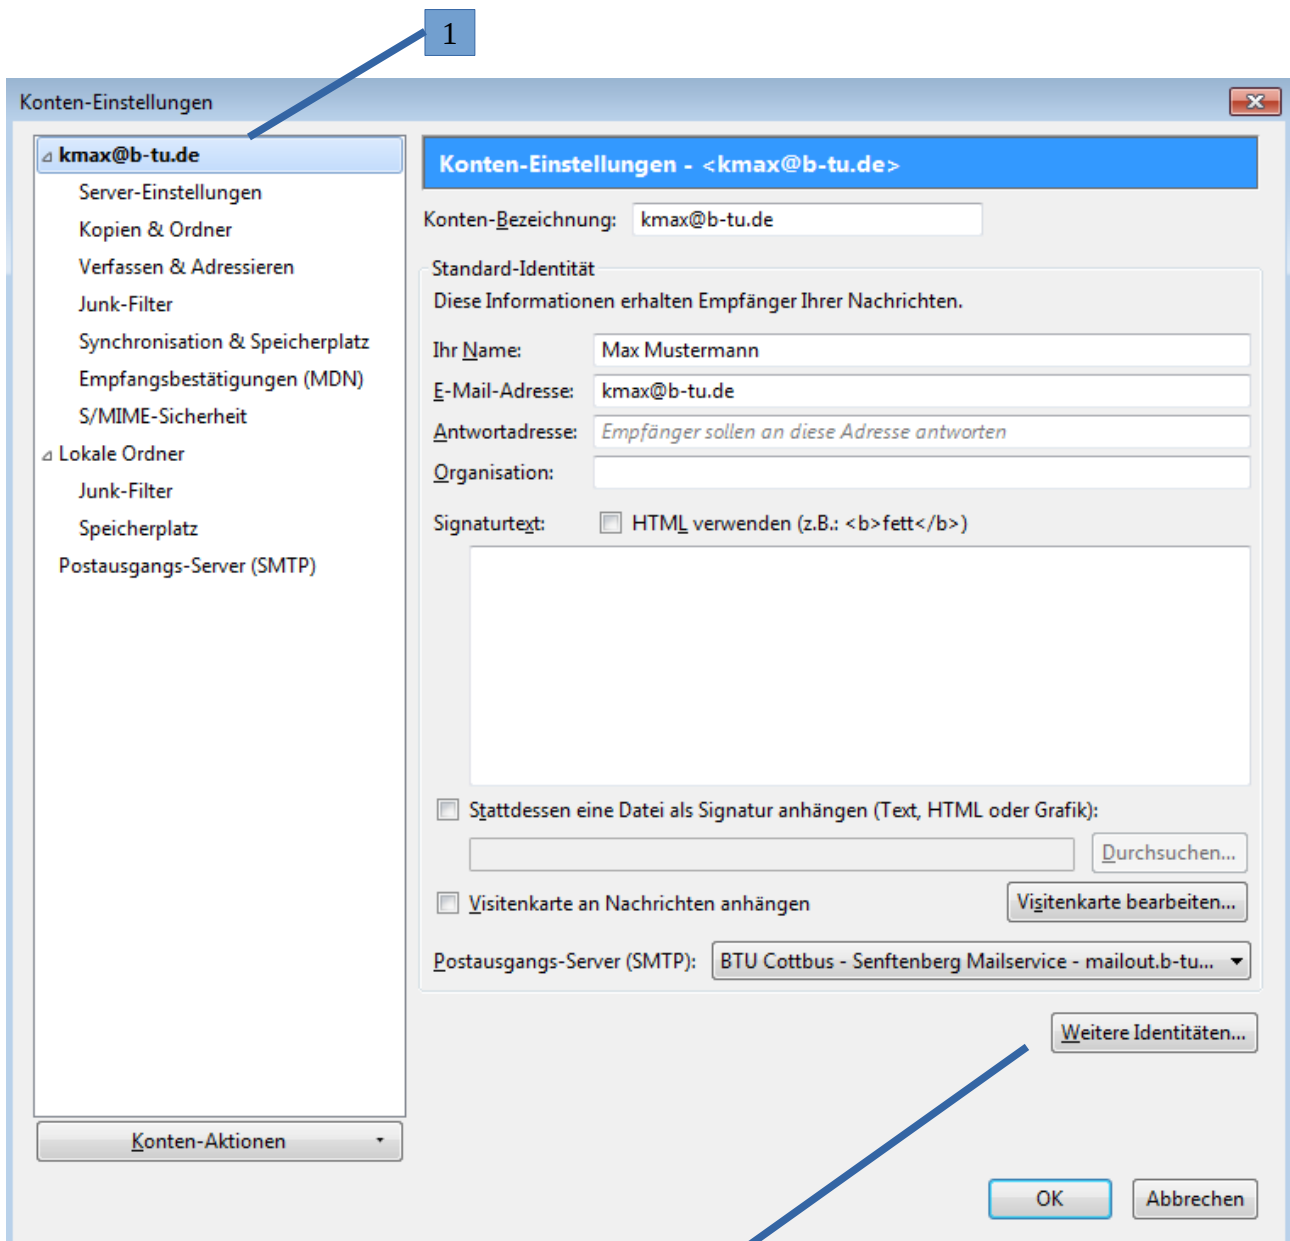 1
Konten-Einstellungen
kmax@b-tu.de
Server-Einstellungen
Kopien & Ordner
Verfassen & Adressieren
Junk-Filter
Synchronisation & Speicherplatz
Empfangsbestätigungen (MDN)
S/MIME-Sicherheit
Lokale Ordner
Junk-Filter
Speicherplatz
Postausgangs-Server (SMTP)
Konten-Aktionen
Konten-Einstellungen - <kmax@b-tu.de>
Konten-Bezeichnung: kmax@b-tu.de
Standard-Identität
Diese Informationen erhalten Empfänger Ihrer Nachrichten.
Ihr Name: Max Mustermann
E-Mail-Adresse: kmax@b-tu.de
Antwortadresse: Empfänger sollen an diese Adresse antworten
Organisation:
Signaturtext: HTML verwenden (z.B.: <b>fett</b>)
Stattdessen eine Datei als Signatur anhängen (Text, HTML oder Grafik):
Durchsuchen...
Visitenkarte an Nachrichten anhängen Visitenkarte bearbeiten...
Postausgangs-Server (SMTP): BTU Cottbus - Senftenberg Mailservice - mailout.b-tu...
Weitere Identitäten...
OK Abbrechen